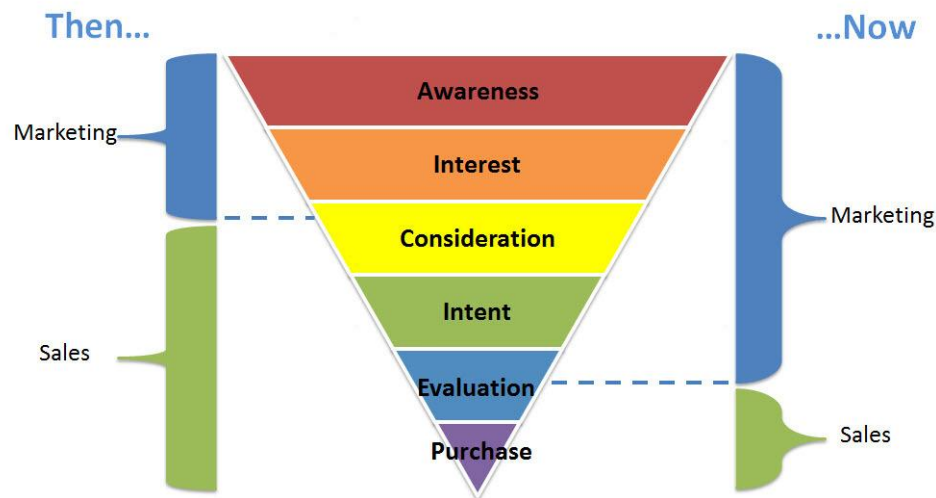 Then...
...Now
Awareness
Marketing
Interest
Consideration
Marketing
Intent
Sales
Evaluation
Sales
Purchase